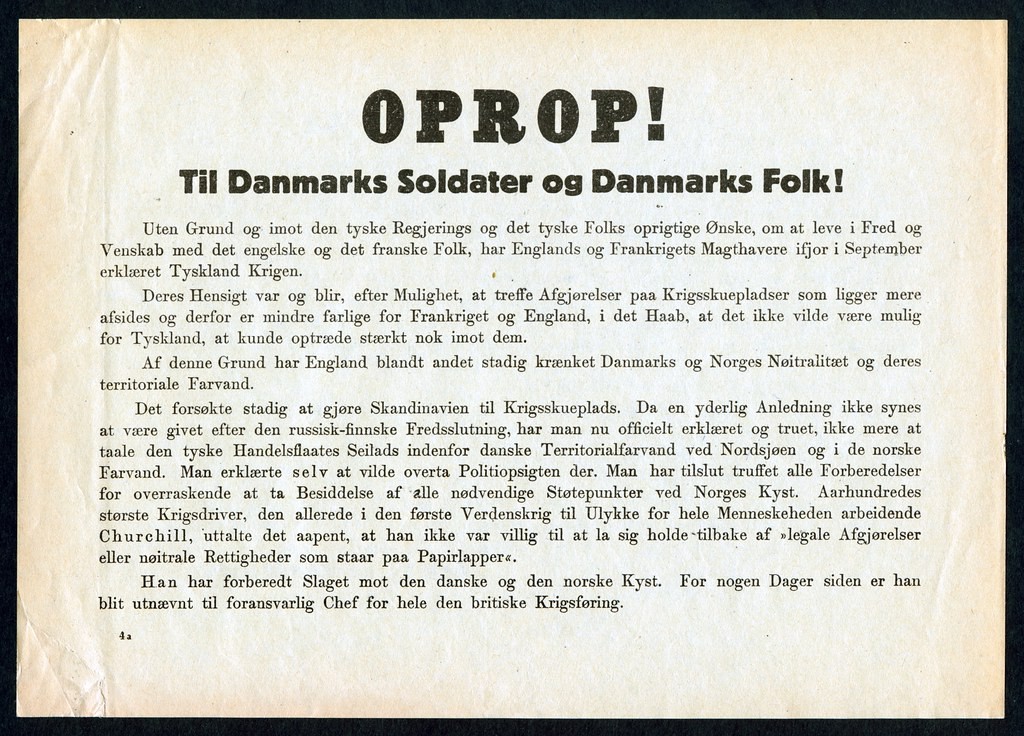 OPROP!
Til Danmarks Soldater og Danmarks Folk!
Uten Grund og imot den tyske Regjerings og det tyske Folks oprigtige Ønske, om at leve i Fred og
Venskab med det engelske og det franske Folk, har Englands og Frankrigets Magthavere ifjor i September
erklæret Tyskland Krigen.
Deres Hensigt var og blir, efter Mulighet, at treffe Afgjørelser paa Krigsskuepladser som ligger mere
afsides og derfor er mindre farlige for Frankriget og England, i det Haab, at det ikke vilde være mulig
for Tyskland, at kunde optræde stærkt nok imot dem.
Af denne Grund har England blandt andet stadig krænket Danmarks og Norges Nøitralitæt og deres
territoriale Farvand.
Det forsøkte stadig at gjøre Skandinavien til Krigsskueplads. Da en yderlig Anledning ikke synes
at være givet efter den russisk-finnske Fredsslutning, har man nu officielt erklæret og truet, ikke mere at
taale den tyske Handelsflaates Seilads indenfor danske Territorialfarvand ved Nordsjøen og i de norske
Farvand. Man erklærte selv at vilde overta Politiopsigten der. Man har tilslut truffet alle Forberedelser
for overraskende at ta Besiddelse af alle nødvendige Støtepunkter ved Norges Kyst. Aarhundredes
største Krigsdriver, den allerede i den første Verdenskrig til Ulykke for hele Menneskeheden arbeidende
Churchill, uttalte det aapent, at han ikke var villig til at la sig holde tilbake af »legale Afgjørelser
eller nøitrale Rettigheder som staar paa Papirlapper«.
Han har forberedt Slaget mot den danske og den norske Kyst. For nogen Dager siden er han
blit utnævnt til foransvarlig Chef for hele den britiske Krigsføring.
4a